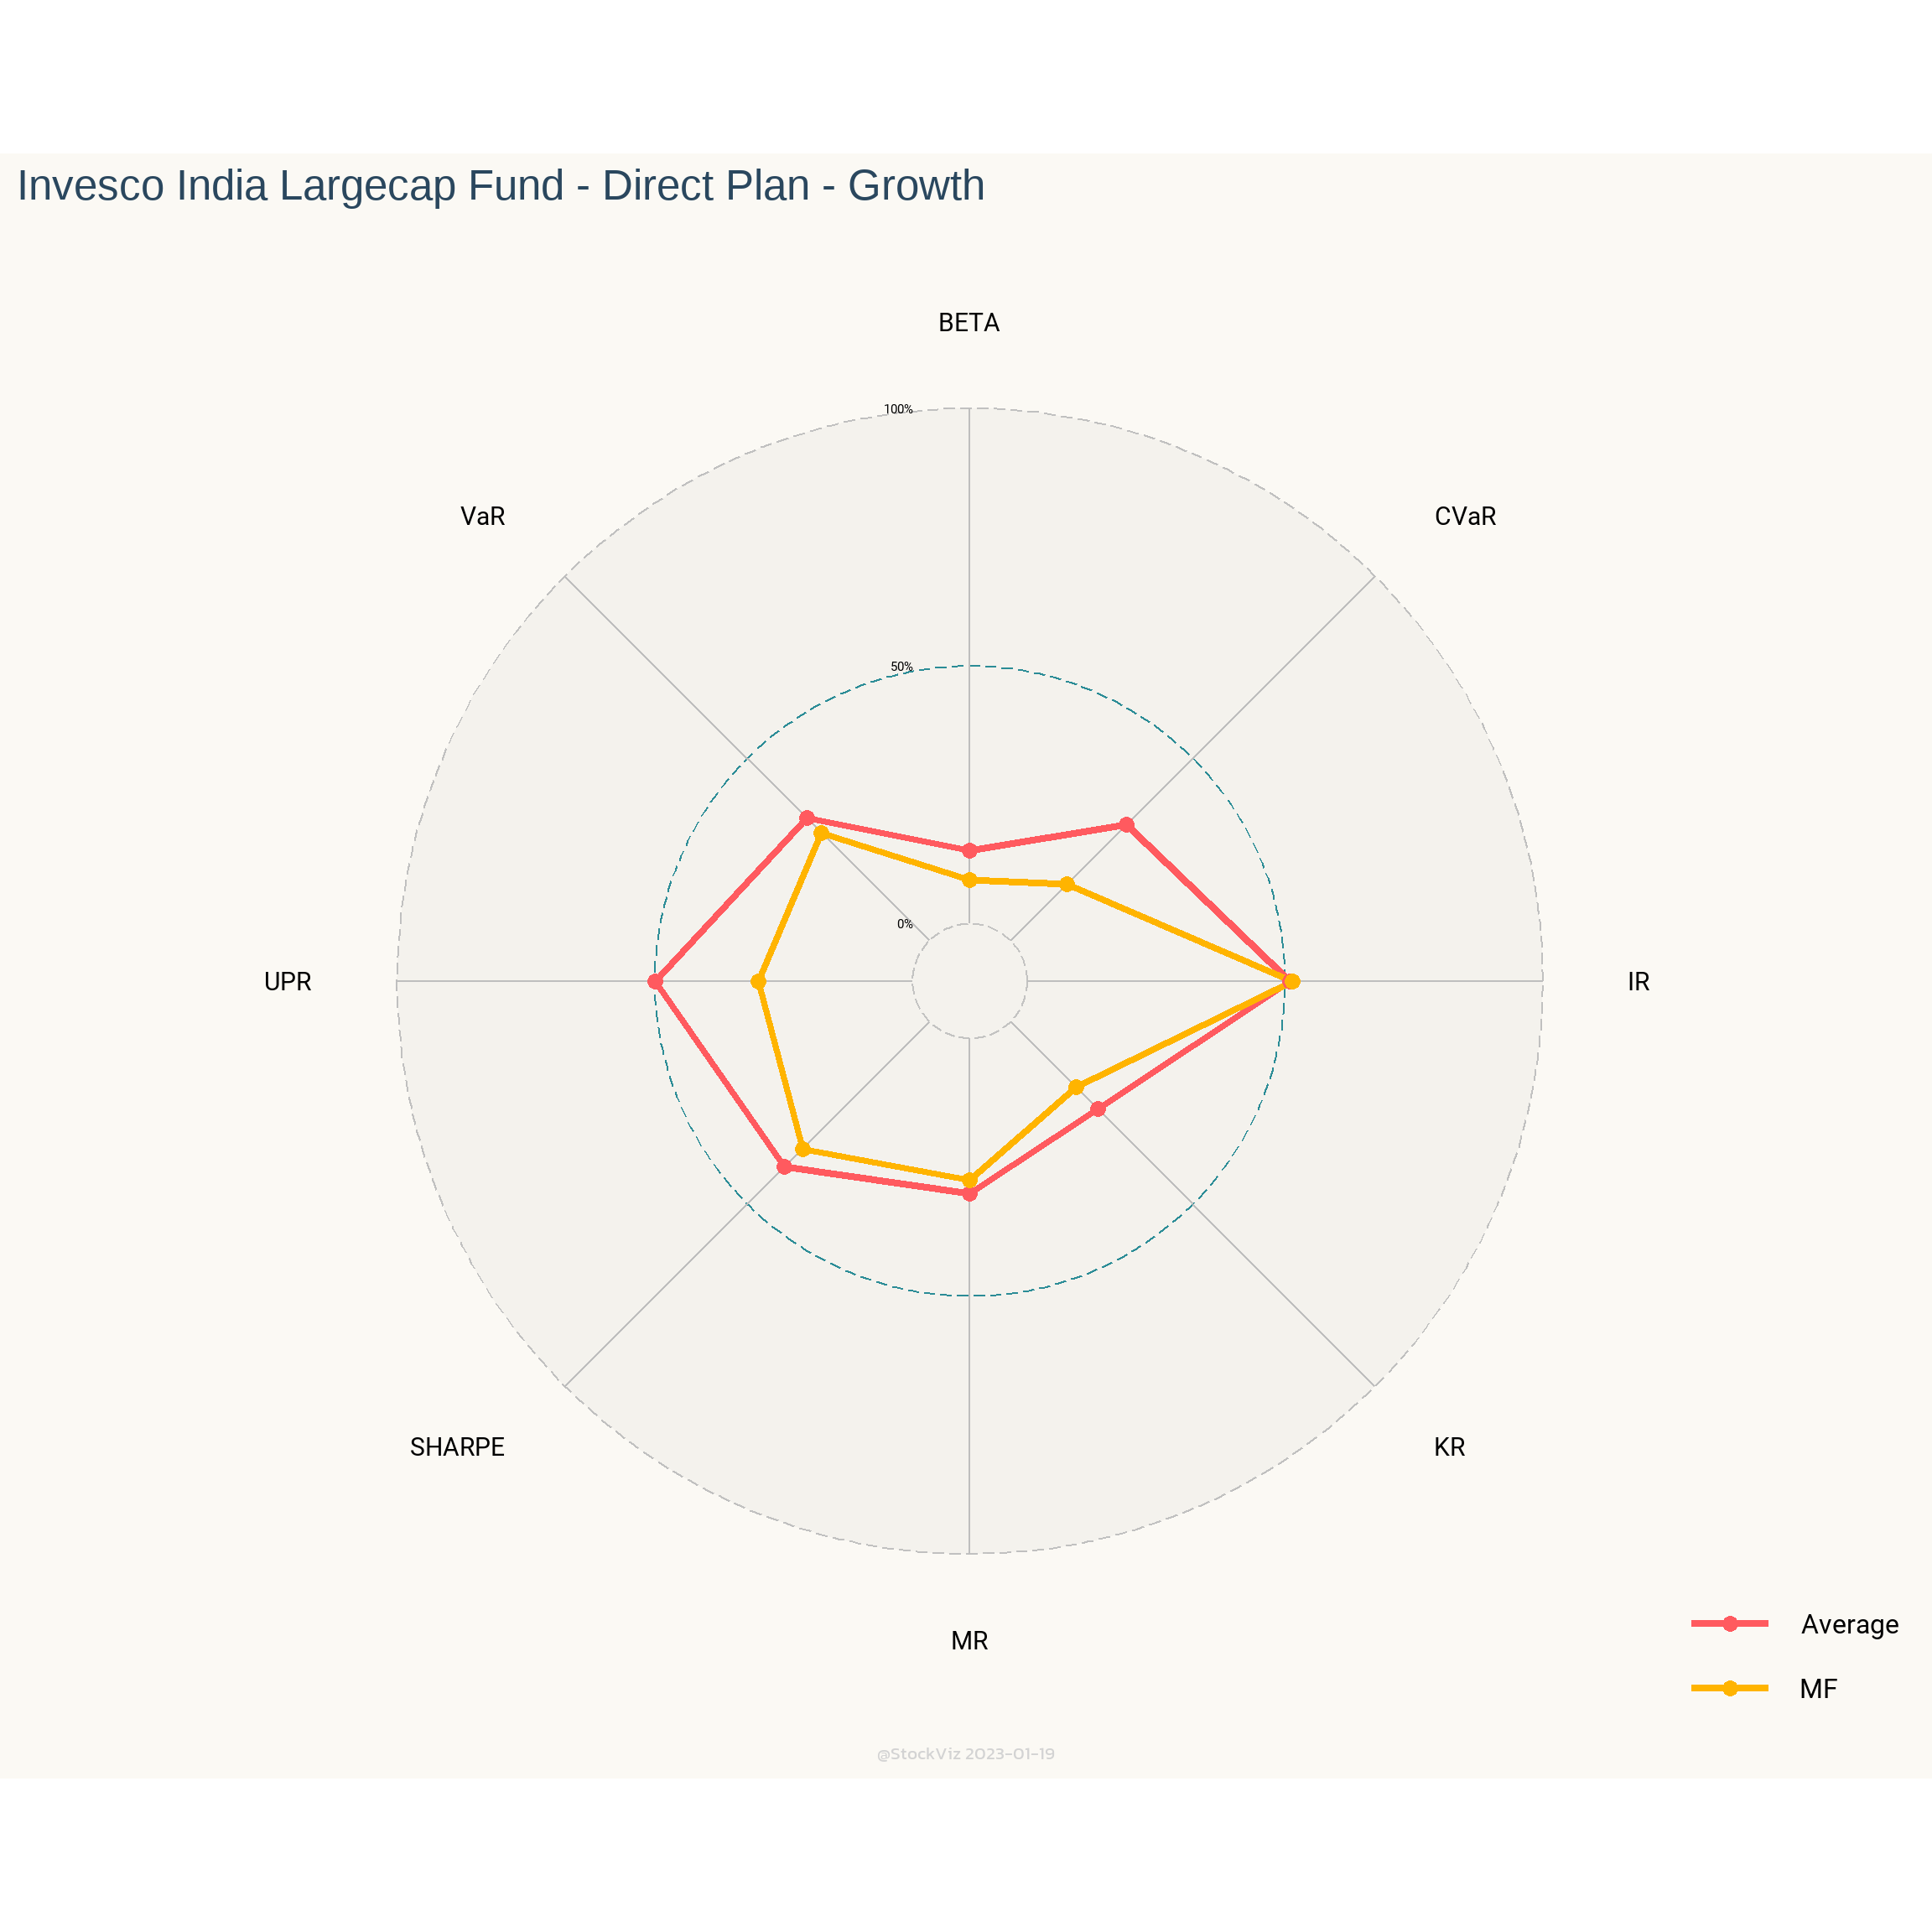 Invesco India Largecap Fund - Direct Plan - Growth
BETA
100%
VaR
CVaR
50%
0%
UPR
IR
SHARPE
KR
MR
Average
MF
@StockViz 2023-01-19